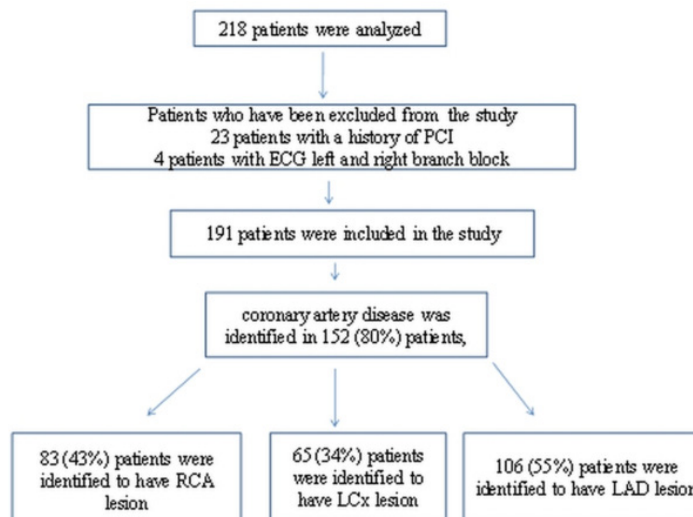 218 patients were analyzed
Patients who have been excluded from the study
23 patients with a history of PCI
4 patients with ECG left and right branch block
191 patients were included in the study
coronary artery disease was
identified in 152 (80%) patients,
83 (43%) patients were
identified to have RCA
lesion
65 (34%) patients
were identified to
have LCx lesion
106 (55%) patients were
identified to have LAD lesion